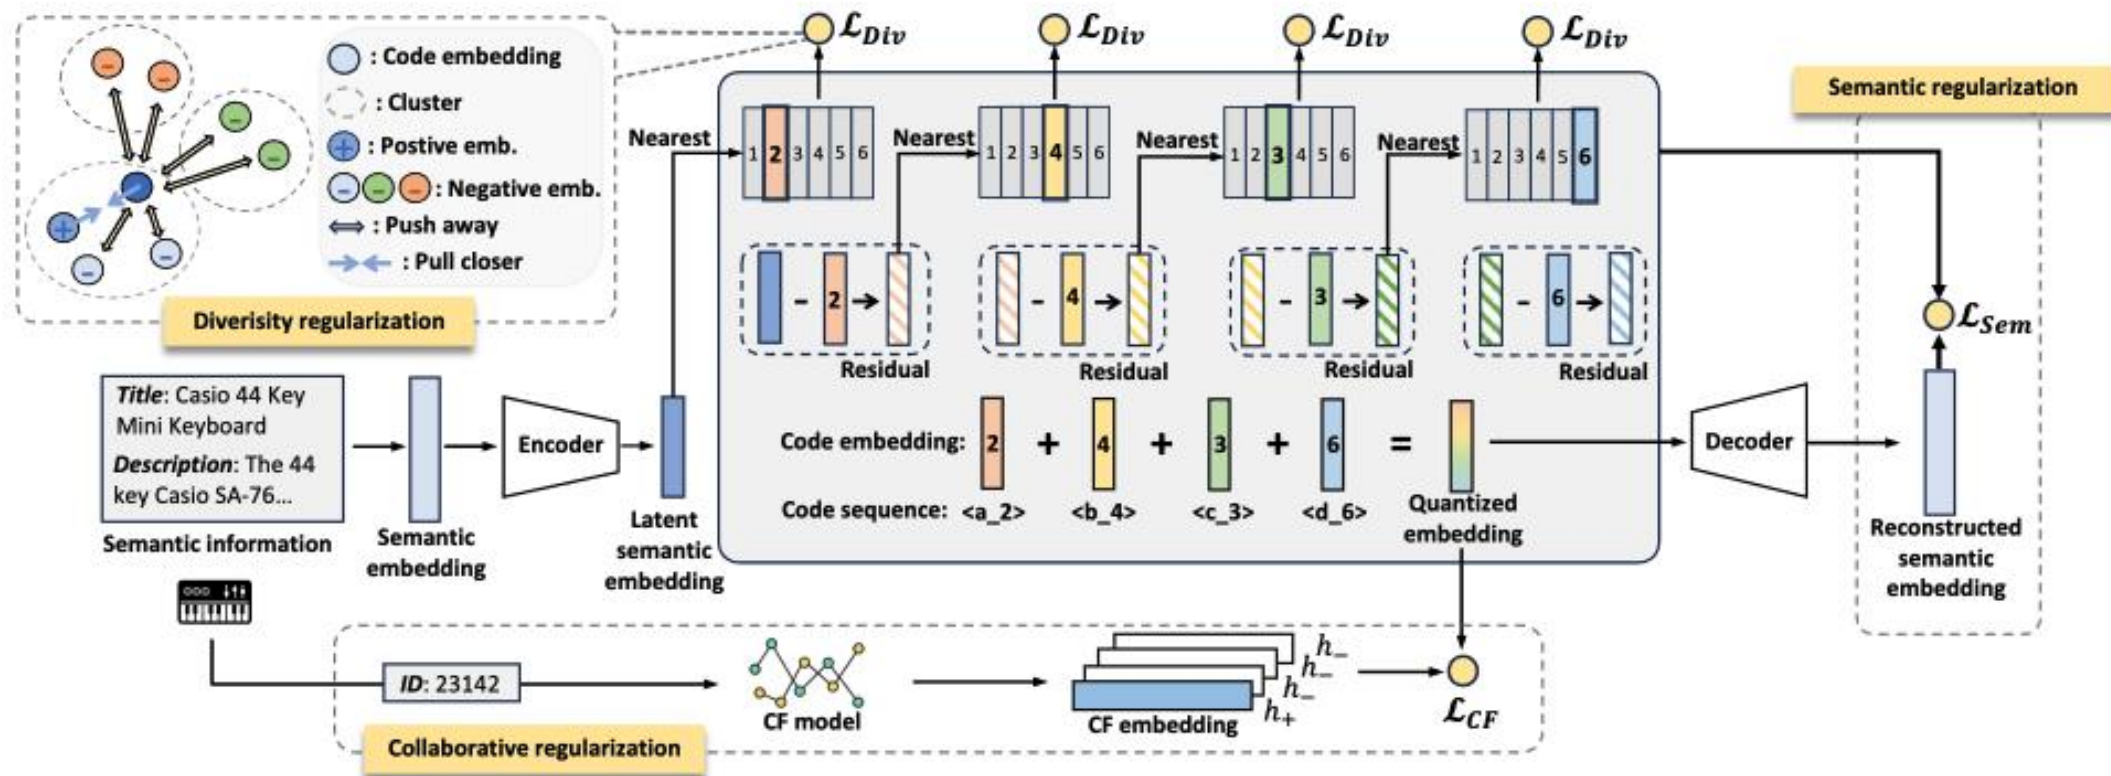 : Code embedding
: Cluster
: Postive emb.
: Negative emb.
: Push away
: Pull closer
Diverisity regularization
ℒ_Div
ℒ_Div
ℒ_Div
ℒ_Div
Semantic regularization
Nearest
1 2 3 4 5 6
Nearest
1 2 3 4 5 6
Nearest
1 2 3 4 5 6
Nearest
1 2 3 4 5 6
- 2
Residual
- 4
Residual
- 3
Residual
- 6
Residual
ℒ_Sem
Title: Casio 44 Key
Mini Keyboard
Description: The 44
key Casio SA-76...
Semantic information
Semantic
embedding
Encoder
Latent
semantic
embedding
Code embedding: 2 + 4 + 3 + 6 =
Code sequence: <a_2> <b_4> <c_3> <d_6>
Quantized
embedding
Decoder
Reconstructed
semantic
embedding
ID: 23142
CF model
h_-
h_-
h_-
h_+
CF embedding
ℒ_CF
Collaborative regularization